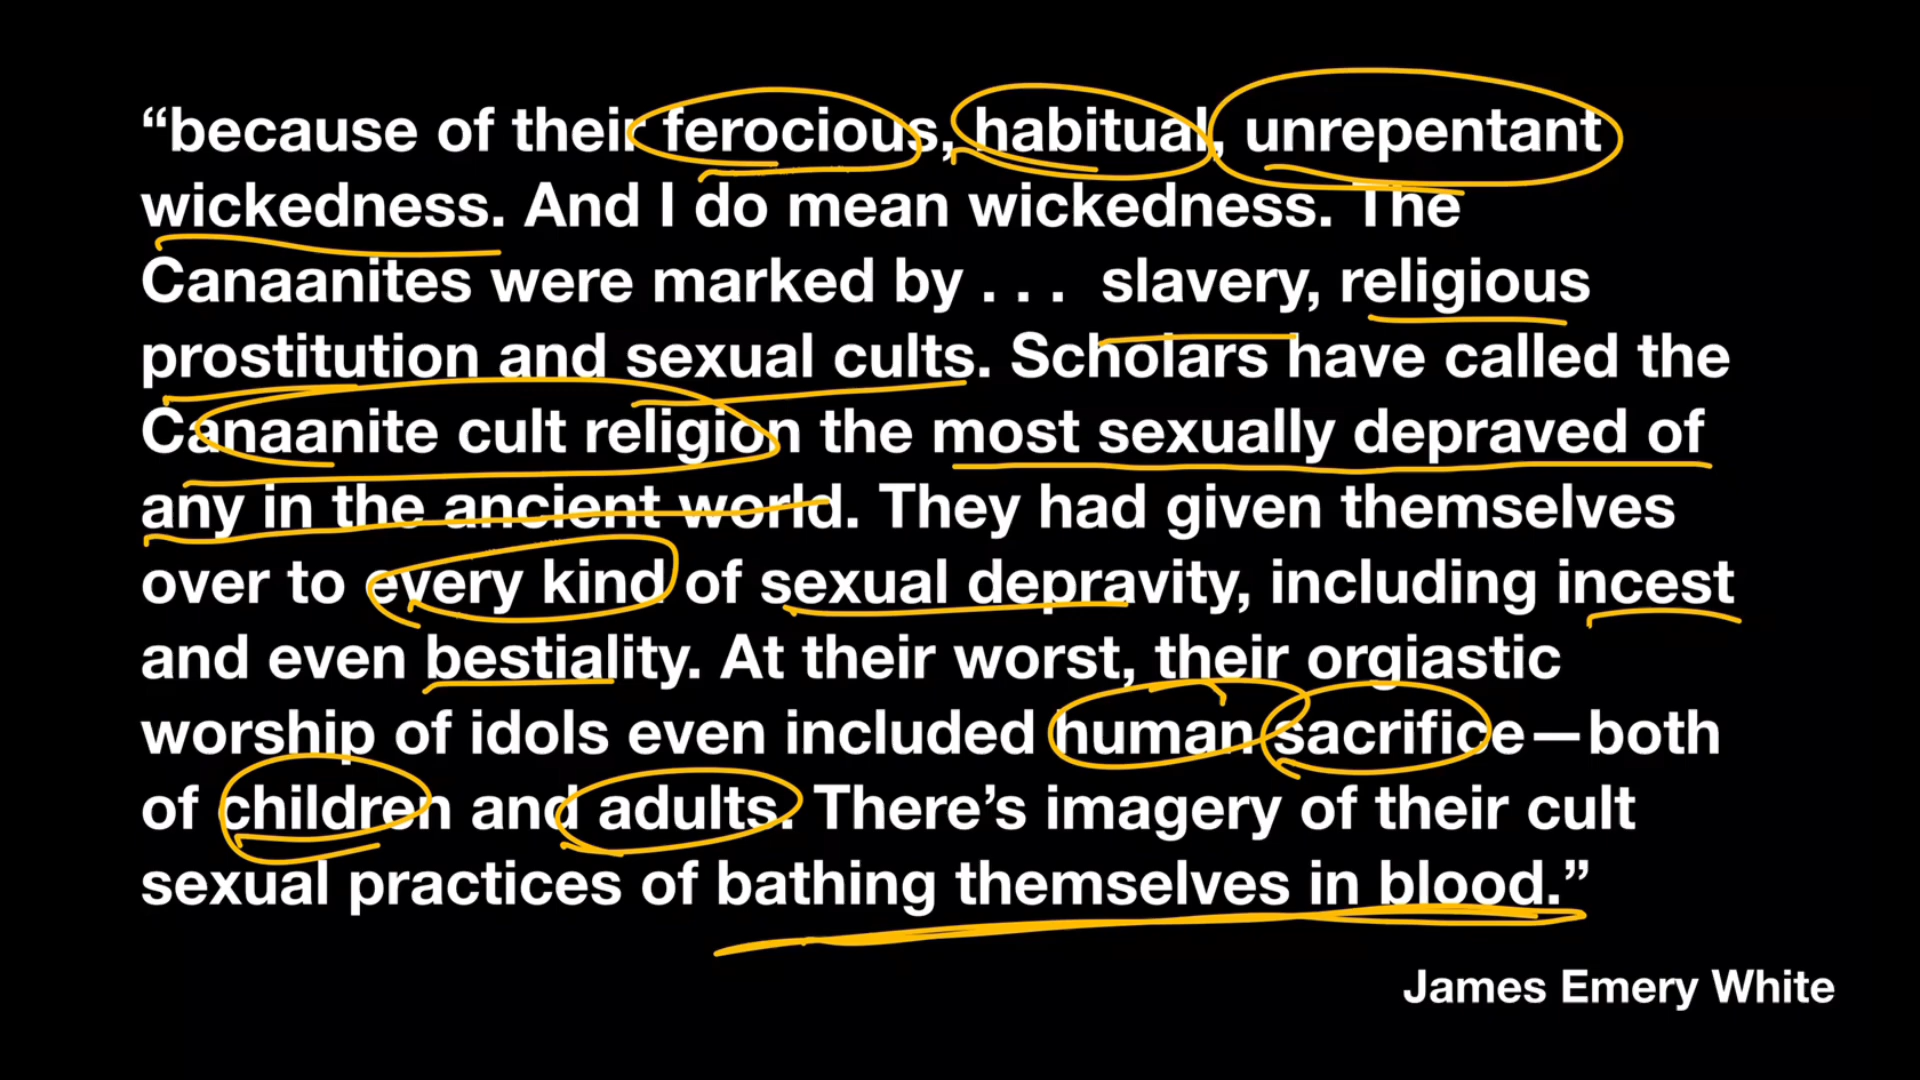 “because of their ferocious, habitual, unrepentant
wickedness. And I do mean wickedness. The
Canaanites were marked by . . . slavery, religious
prostitution and sexual cults. Scholars have called the
Canaanite cult religion the most sexually depraved of
any in the ancient world. They had given themselves
over to every kind of sexual depravity, including incest
and even bestiality. At their worst, their orgiastic
worship of idols even included human sacrifice—both
of children and adults. There’s imagery of their cult
sexual practices of bathing themselves in blood.”
James Emery White